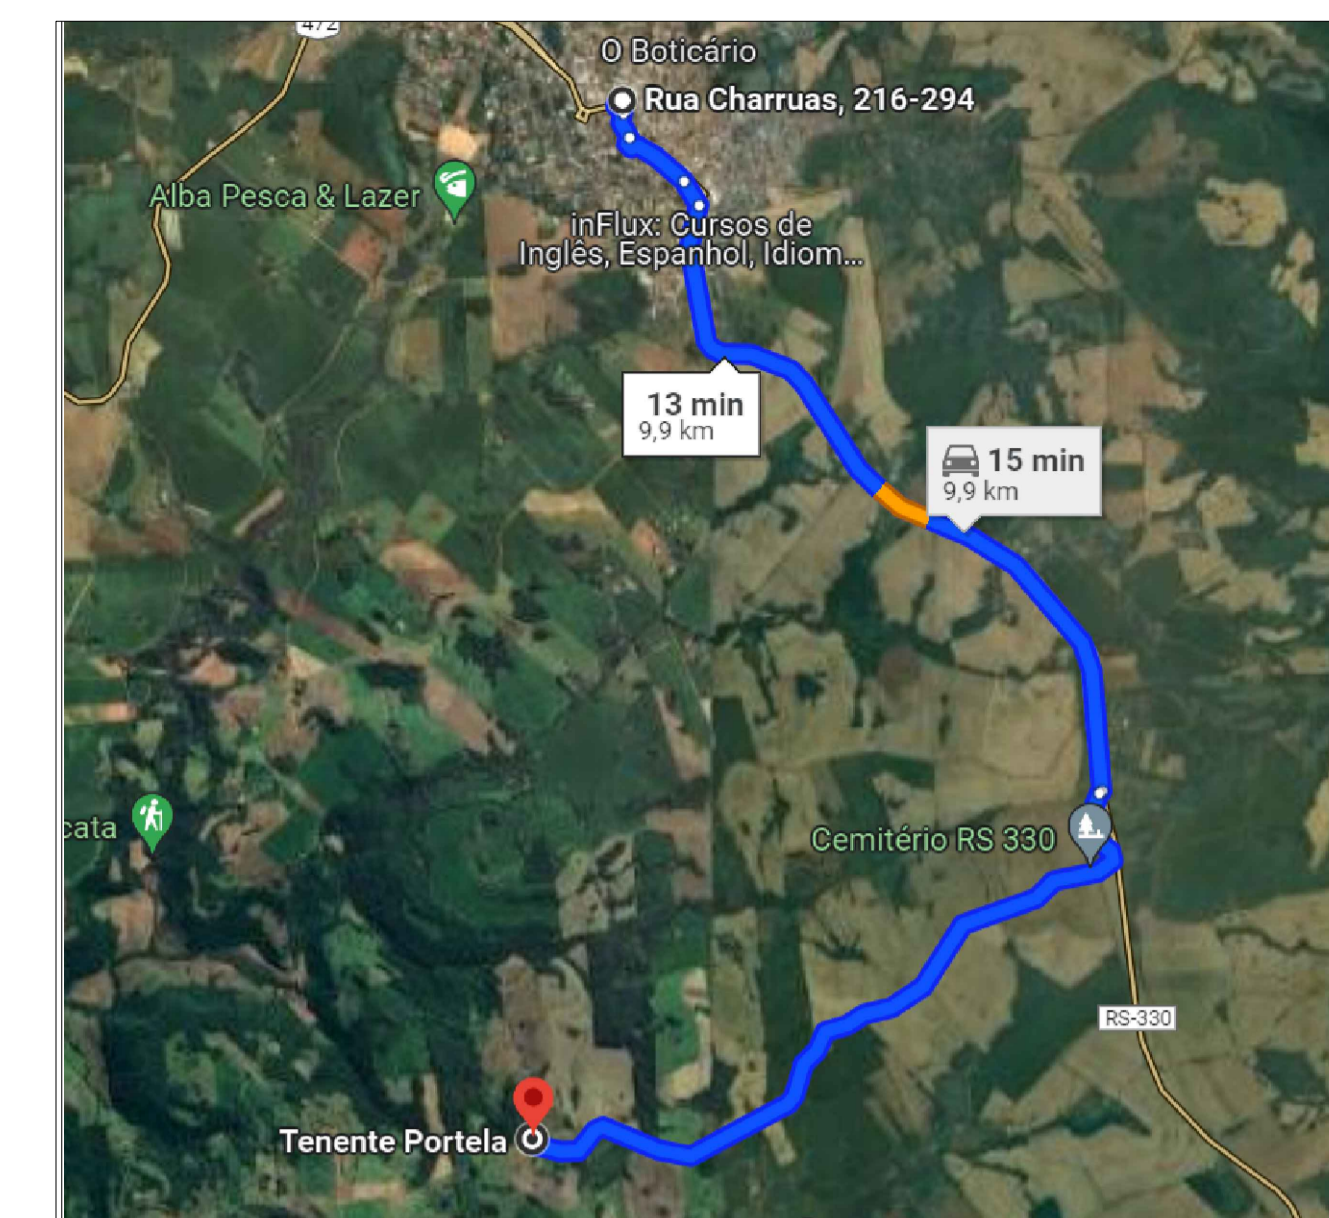 472
O Boticário
Rua Charruas, 216-294
Alba Pesca & Lazer
inFlux: Cursos de
Inglês, Espanhol, Idiom...
13 min
9,9 km
15 min
9,9 km
cata
Cemitério RS 330
RS-330
Tenente Portela